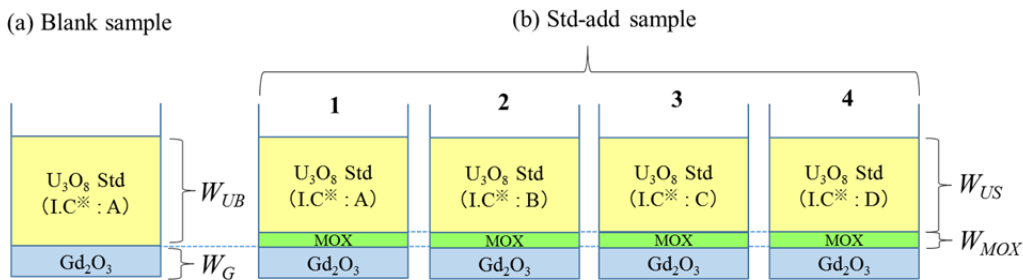 (a) Blank sample
(b) Std-add sample
1 2 3 4
U₃O₈ Std
(I.C※ : A)
W_UB
Gd₂O₃
W_G
U₃O₈ Std
(I.C※ : A)
MOX
Gd₂O₃
U₃O₈ Std
(I.C※ : B)
MOX
Gd₂O₃
U₃O₈ Std
(I.C※ : C)
MOX
Gd₂O₃
U₃O₈ Std
(I.C※ : D)
MOX
Gd₂O₃
W_US
W_MOX